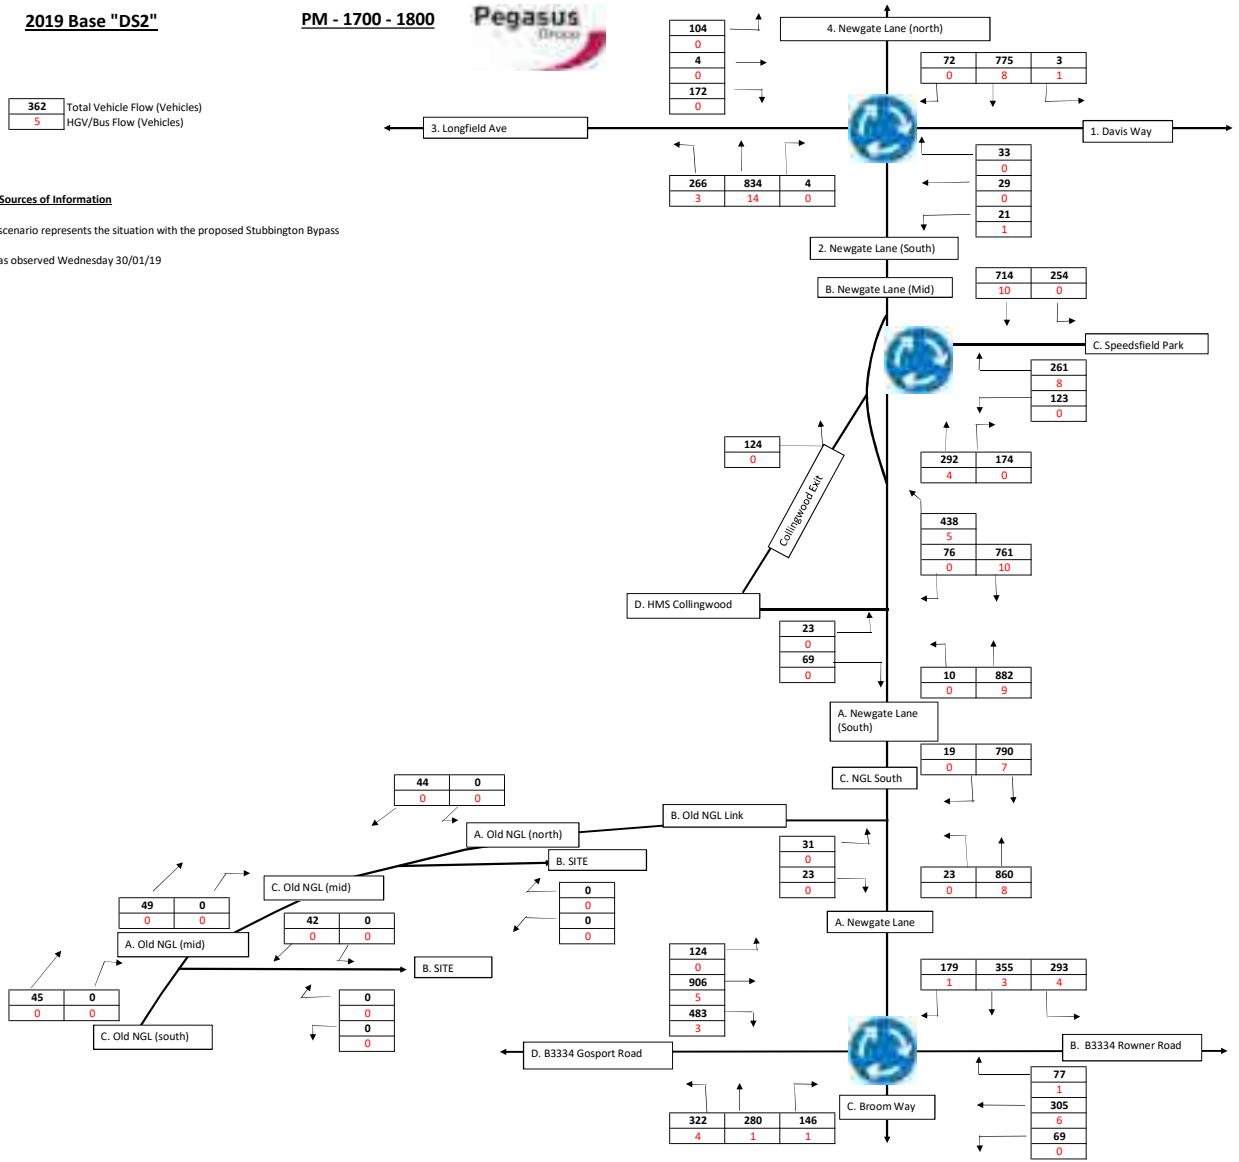 2019 Base "DS2"
PM - 1700 - 1800
Pegasus
Group
362 Total Vehicle Flow (Vehicles)
5 HGV/Bus Flow (Vehicles)
Sources of Information
scenario represents the situation with the proposed Stubbington Bypass
as observed Wednesday 30/01/19
104
0
4
0
172
0
4. Newgate Lane (north)
72 775 3
0 8 1
3. Longfield Ave
1. Davis Way
266 834 4
3 14 0
33
0
29
0
21
1
2. Newgate Lane (South)
B. Newgate Lane (Mid)
714 254
10 0
C. Speedsfield Park
261
8
123
0
124
0
292 174
4 0
Collingwood Exit
438
5
76 761
0 10
D. HMS Collingwood
23
0
69
0
10 882
0 9
A. Newgate Lane
(South)
19 790
0 7
C. NGL South
44 0
0 0
B. Old NGL Link
A. Old NGL (north)
31
0
23
0
23 860
0 8
B. SITE
C. Old NGL (mid)
0
0
0
0
49 0
0 0
42 0
0 0
A. Newgate Lane
A. Old NGL (mid)
B. SITE
124
0
906
5
483
3
179 355 293
1 3 4
45 0
0 0
0
0
0
0
C. Old NGL (south)
D. B3334 Gosport Road
B. B3334 Rowner Road
77
1
305
6
69
0
C. Broom Way
322 280 146
4 1 1